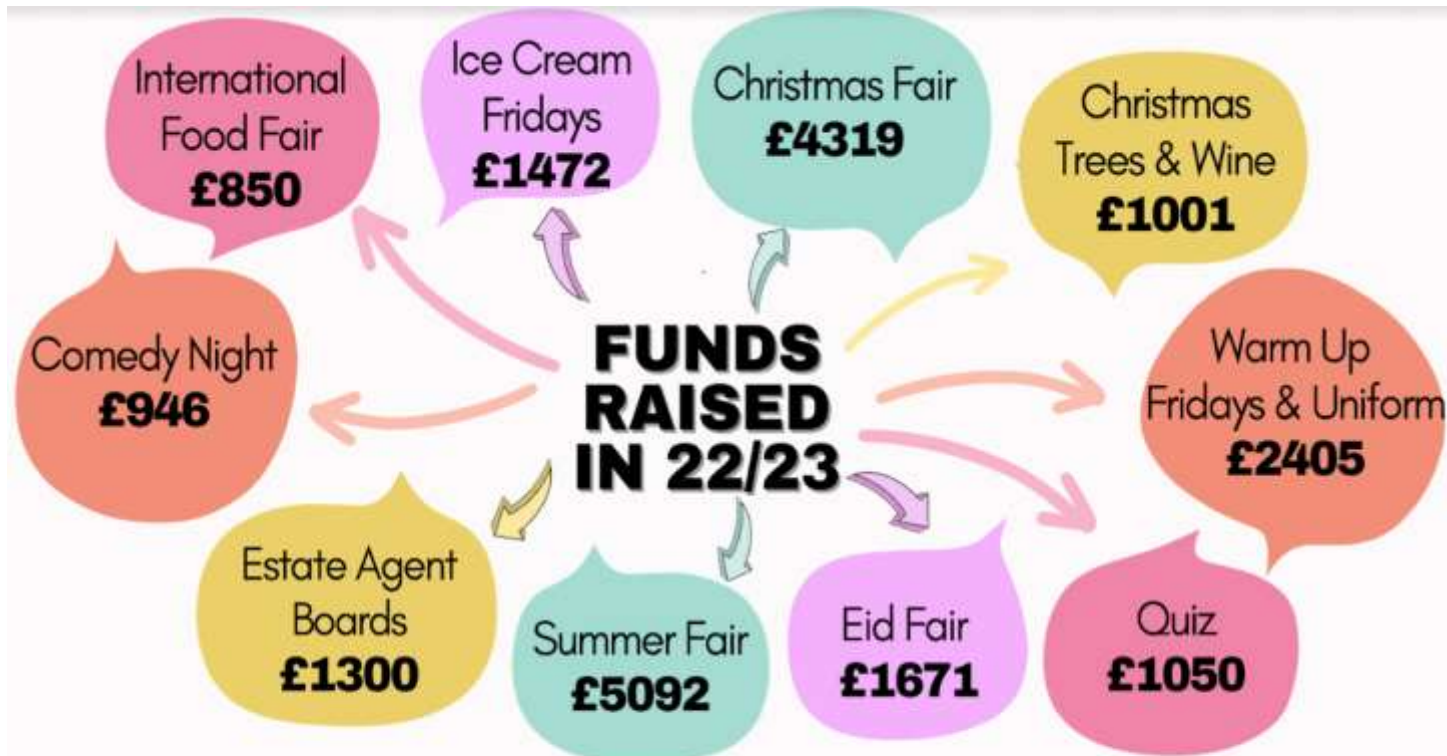 International
Food Fair
£850
Ice Cream
Fridays
£1472
Christmas Fair
£4319
Christmas
Trees & Wine
£1001
Comedy Night
£946
FUNDS
RAISED
IN 22/23
Warm Up
Fridays & Uniform
£2405
Estate Agent
Boards
£1300
Summer Fair
£5092
Eid Fair
£1671
Quiz
£1050